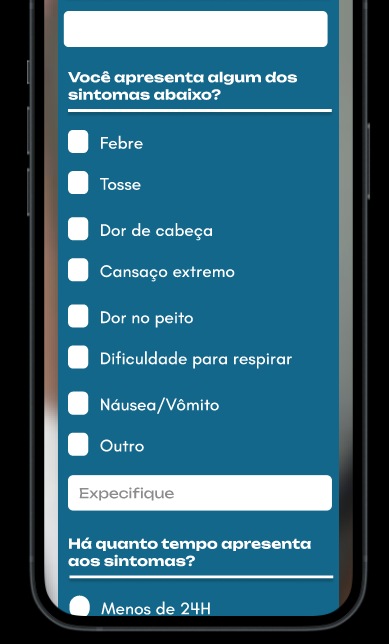 Você apresenta algum dos
sintomas abaixo?
Febre
Tosse
Dor de cabeça
Cansaço extremo
Dor no peito
Dificuldade para respirar
Náusea/Vômito
Outro
Expecifique
Há quanto tempo apresenta
aos sintomas?
Menos de 24H